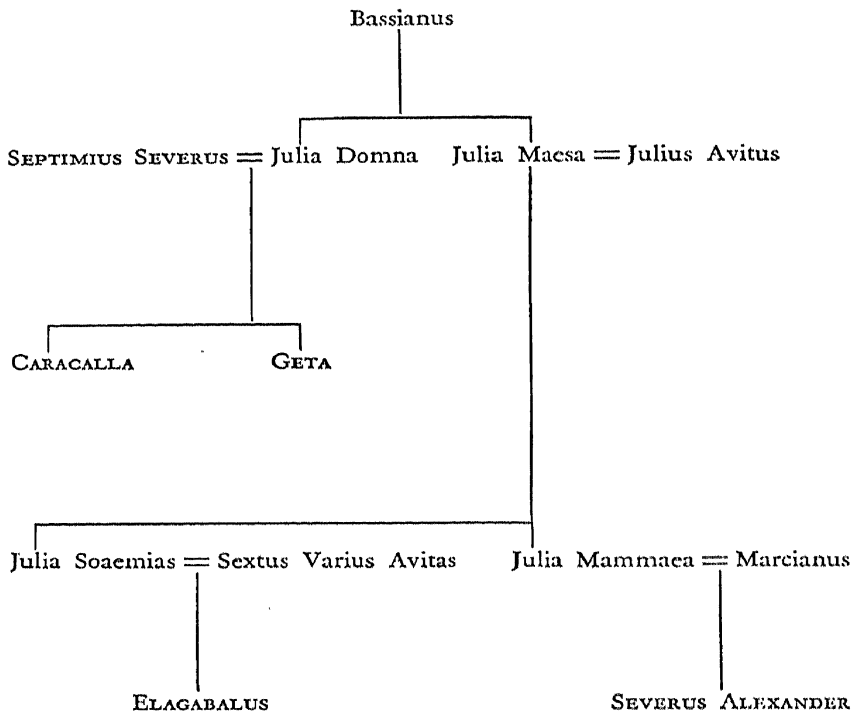 Bassianus
SEPTIMIUS SEVERUS = Julia Domna Julia Maesa = Julius Avitus
CARACALLA GETA
Julia Soaemias = Sextus Varius Avitas Julia Mammaea = Marcianus
ELAGABALUS SEVERUS ALEXANDER